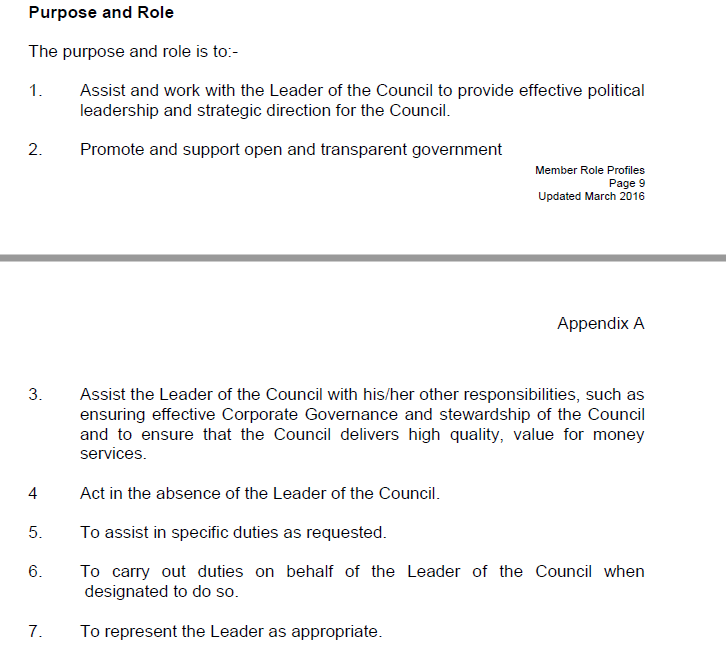 Purpose and Role
The purpose and role is to:-
1. Assist and work with the Leader of the Council to provide effective political
leadership and strategic direction for the Council.
2. Promote and support open and transparent government
Member Role Profiles
Page 9
Updated March 2016
Appendix A
3. Assist the Leader of the Council with his/her other responsibilities, such as
ensuring effective Corporate Governance and stewardship of the Council
and to ensure that the Council delivers high quality, value for money
services.
4 Act in the absence of the Leader of the Council.
5. To assist in specific duties as requested.
6. To carry out duties on behalf of the Leader of the Council when
designated to do so.
7. To represent the Leader as appropriate.